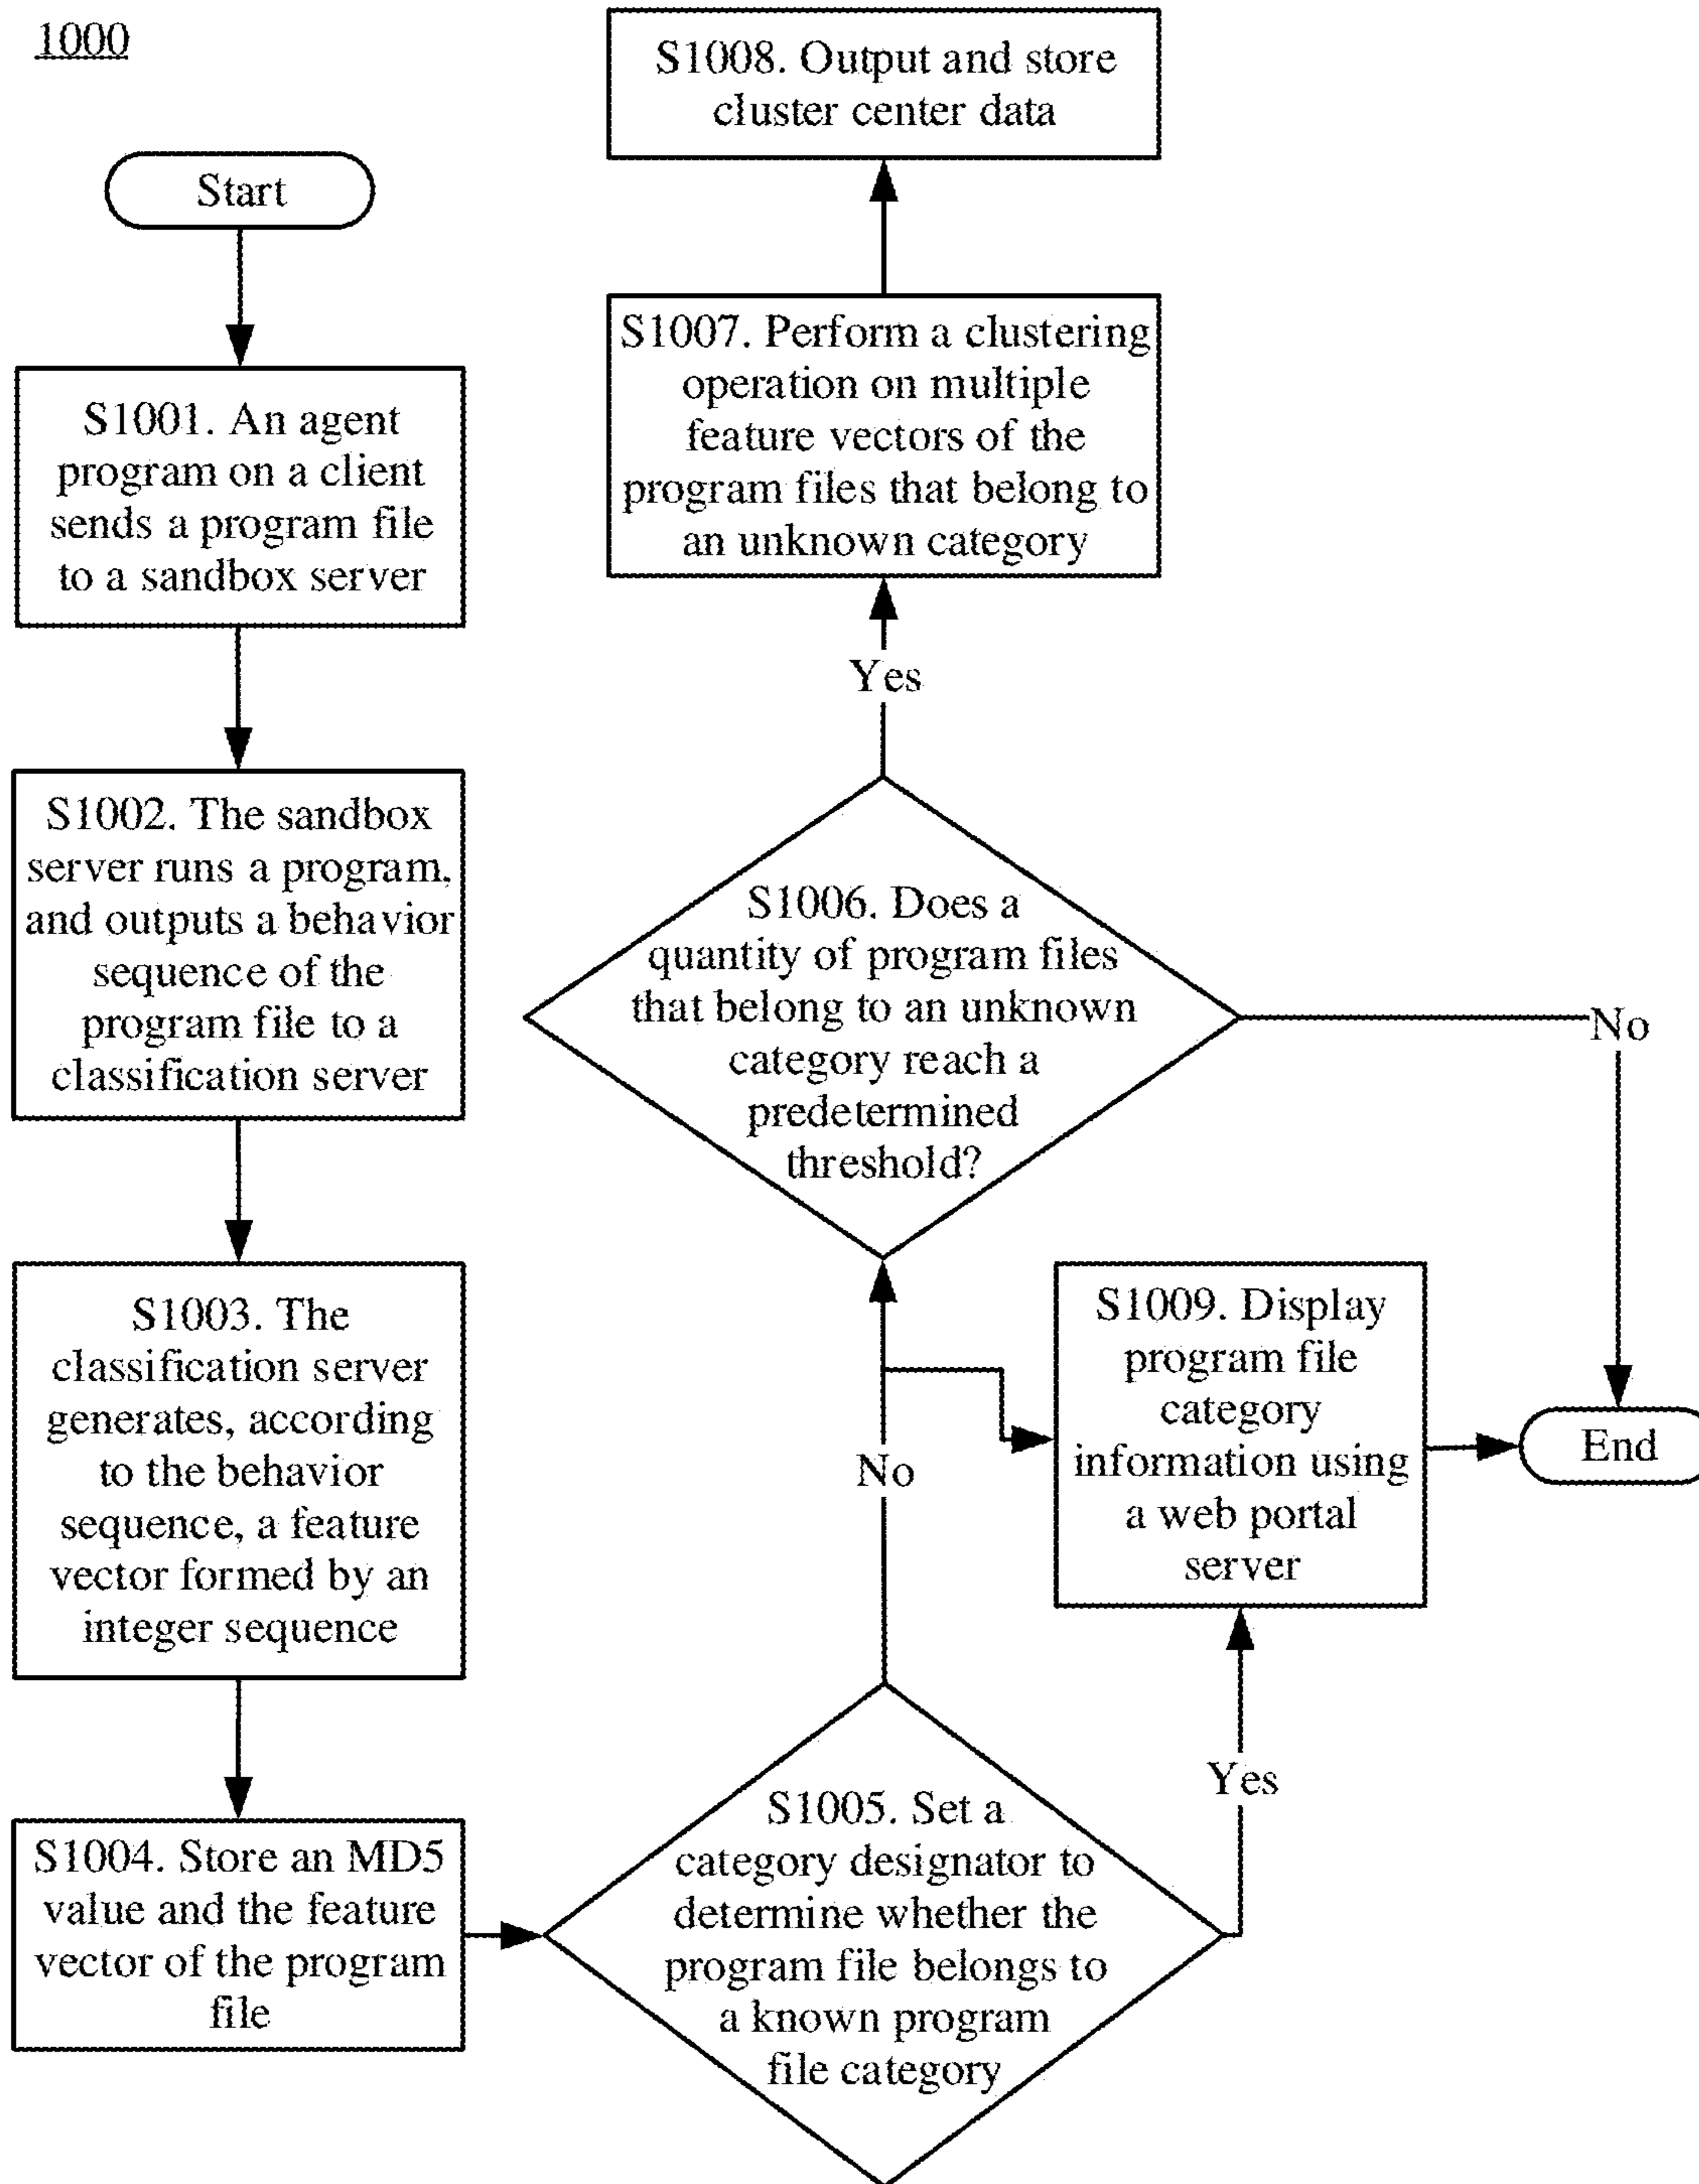 1000
Start
S1001. An agent
program on a client
sends a program file
to a sandbox server
S1002. The sandbox
server runs a program,
and outputs a behavior
sequence of the
program file to a
classification server
S1003. The
classification server
generates, according
to the behavior
sequence, a feature
vector formed by an
integer sequence
S1004. Store an MD5
value and the feature
vector of the program
file
S1005. Set a
category designator to
determine whether the
program file belongs to
a known program
file category
No
Yes
S1006. Does a
quantity of program files
that belong to an unknown
category reach a
predetermined
threshold?
Yes
No
S1007. Perform a clustering
operation on multiple
feature vectors of the
program files that belong to
an unknown category
S1008. Output and store
cluster center data
S1009. Display
program file
category
information using
a web portal
server
End